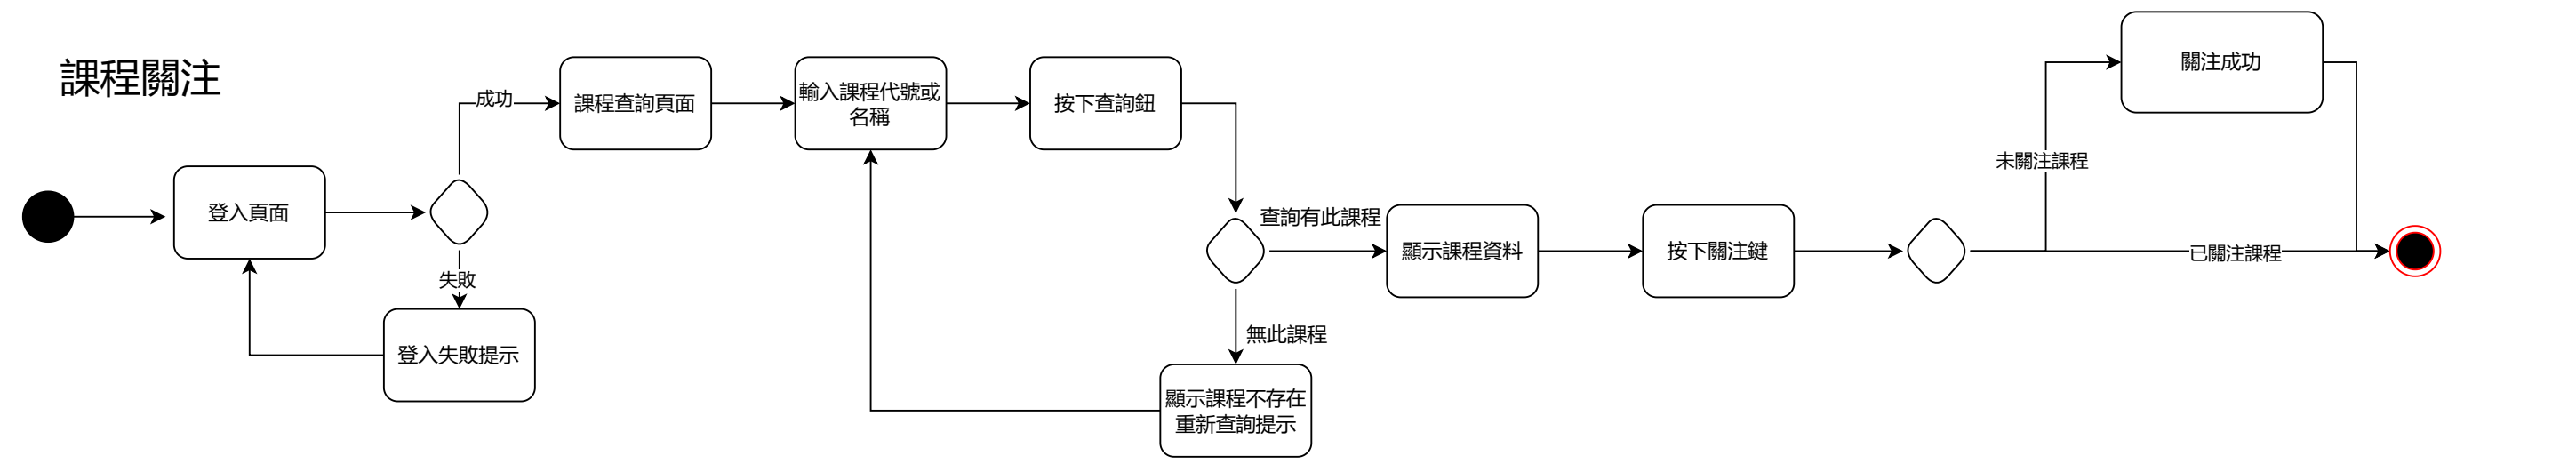 課程關注
登入頁面
成功
失敗
登入失敗提示
課程查詢頁面
輸入課程代號或
名稱
按下查詢鈕
查詢有此課程
無此課程
顯示課程不存在
重新查詢提示
顯示課程資料
按下關注鍵
未關注課程
關注成功
已關注課程